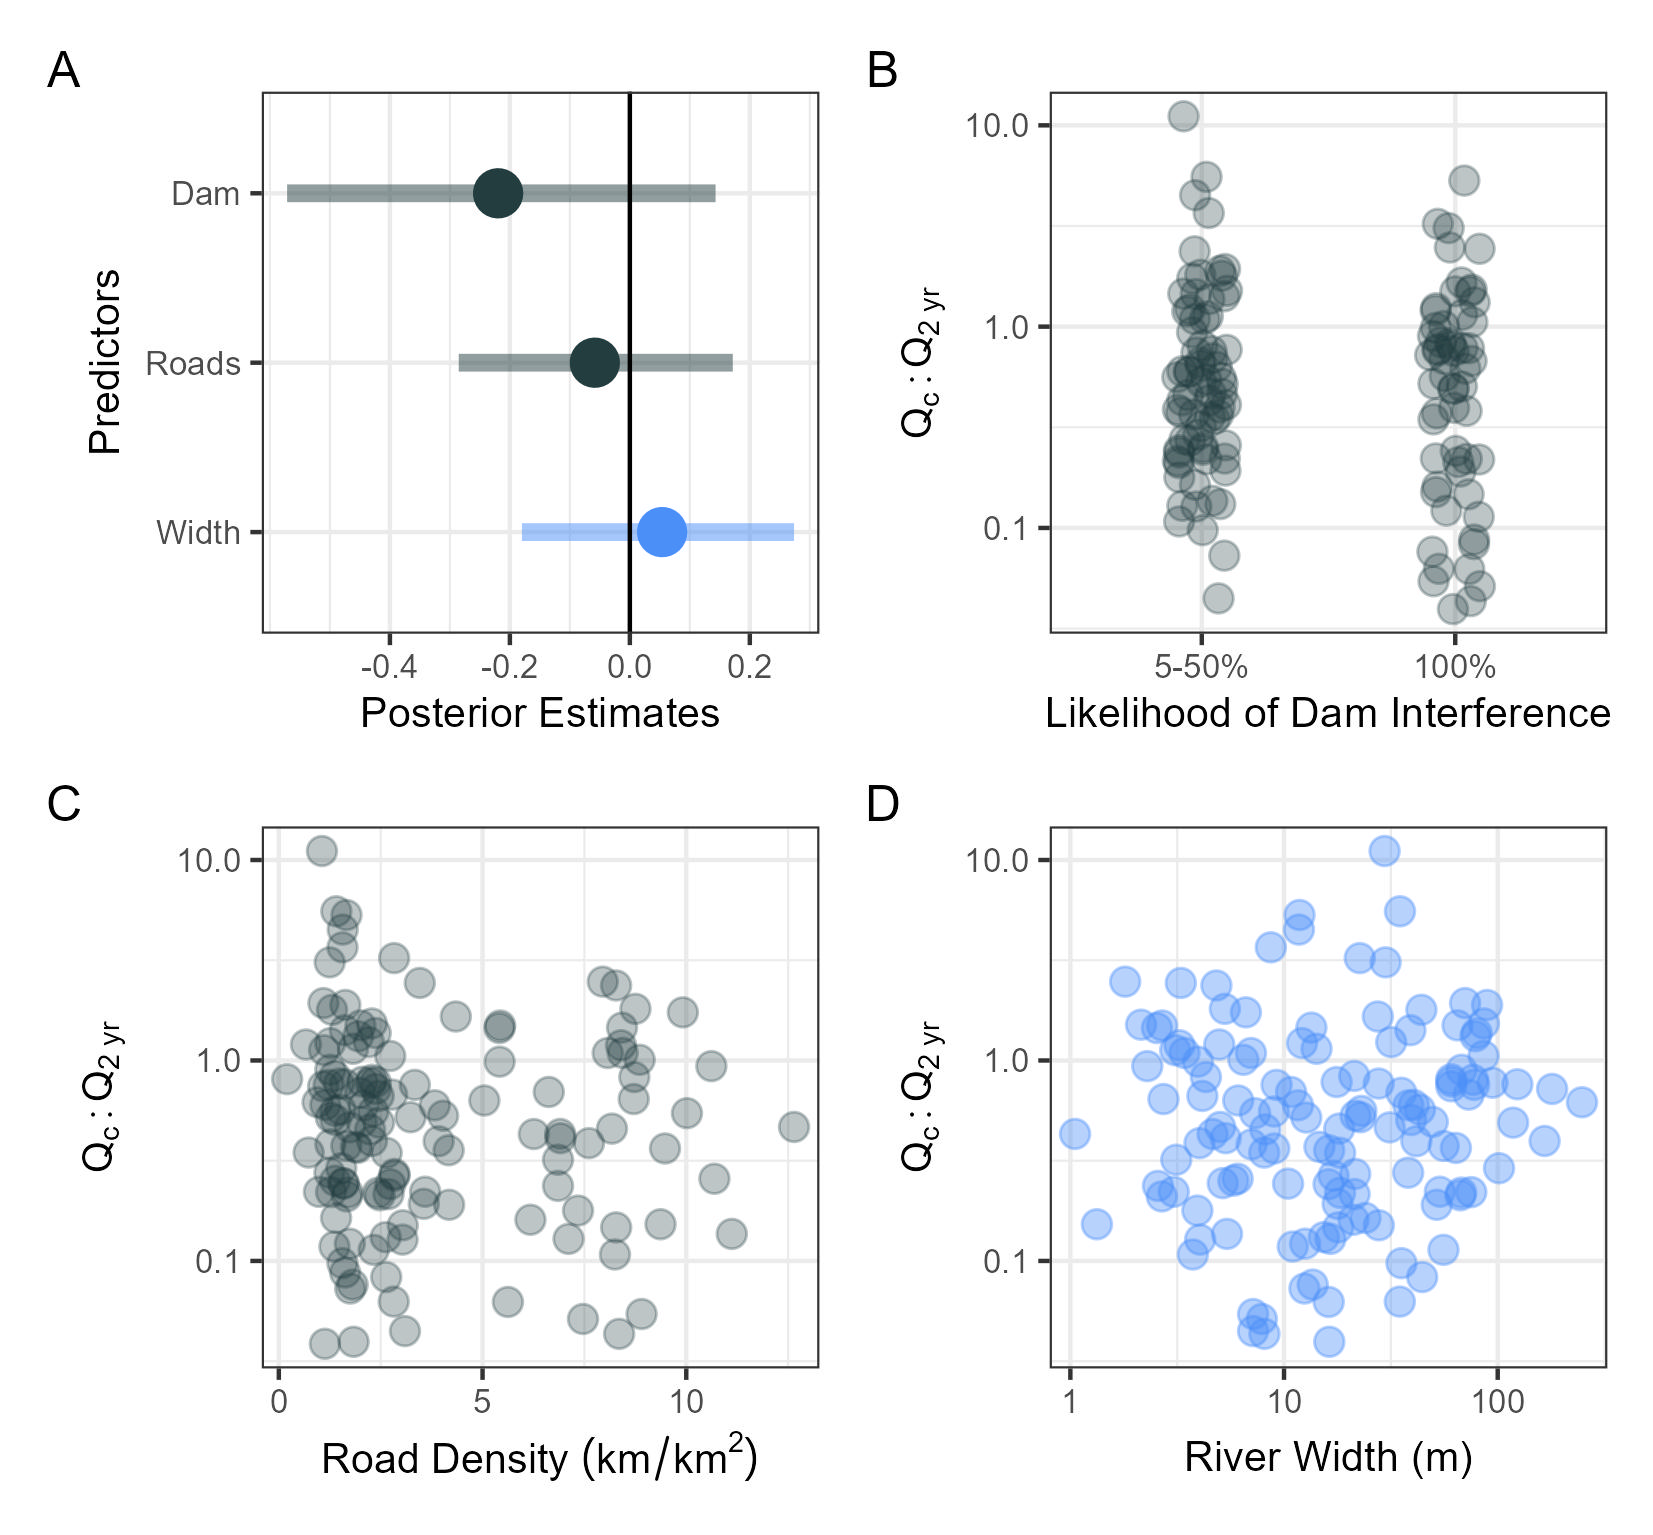 A
Predictors
Dam
Roads
Width
-0.4 -0.2 0.0 0.2
Posterior Estimates
B
Qc : Q2 yr
10.0
1.0
0.1
5-50% 100%
Likelihood of Dam Interference
C
Qc : Q2 yr
10.0
1.0
0.1
0 5 10
Road Density (km/km²)
D
Qc : Q2 yr
10.0
1.0
0.1
1 10 100
River Width (m)